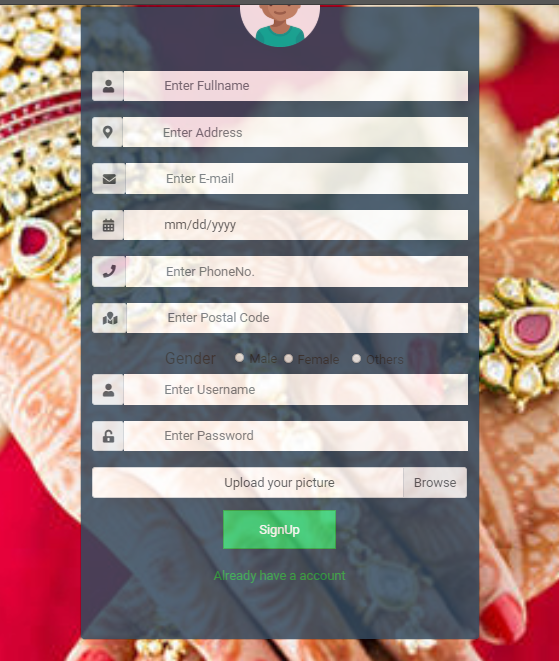 Enter Fullname
Enter Address
Enter E-mail
mm/dd/yyyy
Enter PhoneNo.
Enter Postal Code
Gender Male Female Others
Enter Username
Enter Password
Upload your picture Browse
SignUp
Already have a account